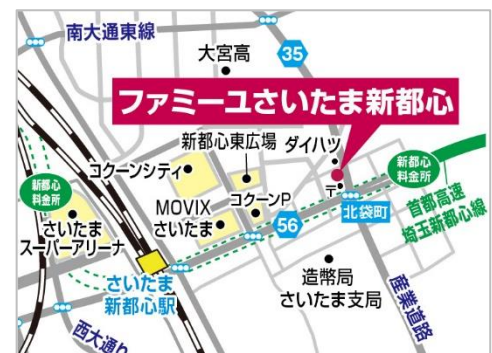 南大通東線
大宮高
35
ファミーユさいたま新都心
新都心東広場
ダイハツ
コクーンシティ
新都心
料金所
新都心
料金所
MOVIX
さいたま
コクーンP
〒
北袋町
首都高速
埼玉新都心線
さいたま
スーパーアリーナ
56
さいたま
新都心駅
造幣局
さいたま支局
産業道路
西大通り